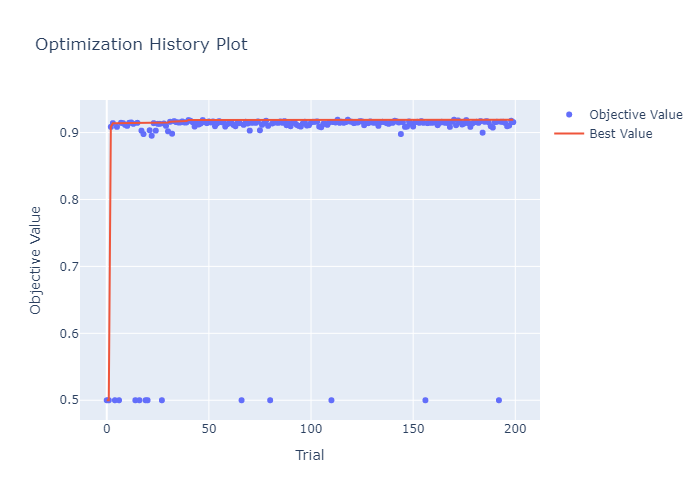 Optimization History Plot
Objective Value
Best Value
0.9
0.8
0.7
0.6
0.5
Objective Value
0
50
100
150
200
Trial